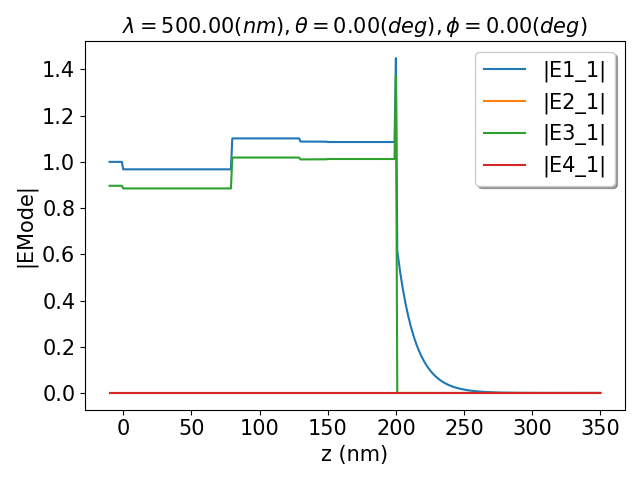 λ = 500.00(nm), θ = 0.00(deg), ϕ = 0.00(deg)
|EMode|
1.4
1.2
1.0
0.8
0.6
0.4
0.2
0.0
|E1_1|
|E2_1|
|E3_1|
|E4_1|
0 50 100 150 200 250 300 350
z (nm)